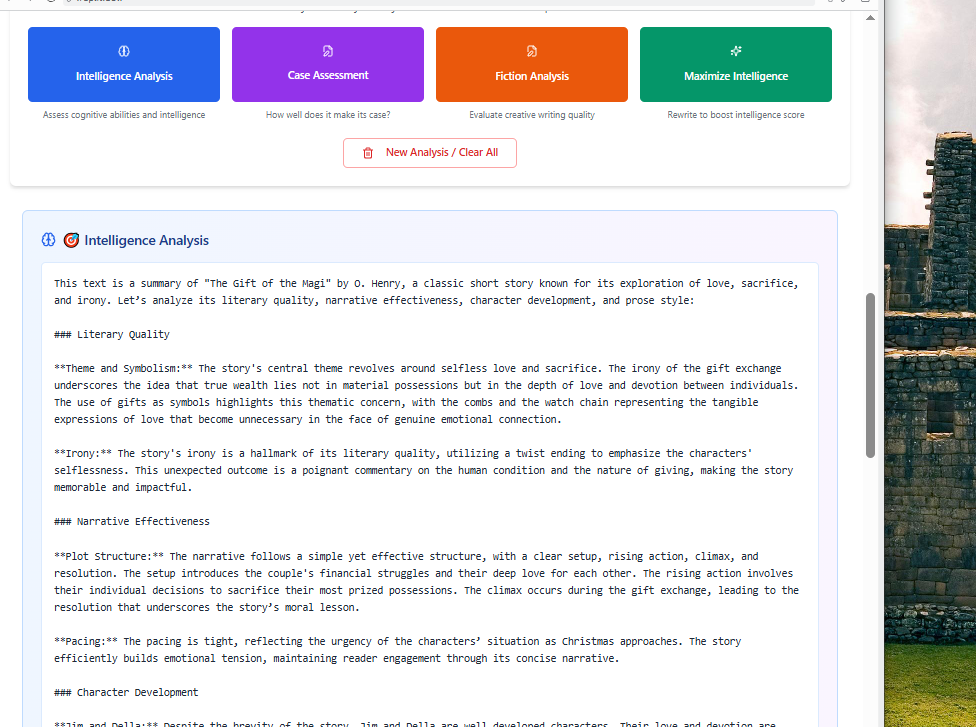 Intelligence Analysis
Case Assessment
Fiction Analysis
Maximize Intelligence
Assess cognitive abilities and intelligence
How well does it make its case?
Evaluate creative writing quality
Rewrite to boost intelligence score
New Analysis / Clear All
Intelligence Analysis
This text is a summary of "The Gift of the Magi" by O. Henry, a classic short story known for its exploration of love, sacrifice,
and irony. Let’s analyze its literary quality, narrative effectiveness, character development, and prose style:
### Literary Quality
**Theme and Symbolism:** The story's central theme revolves around selfless love and sacrifice. The irony of the gift exchange
underscores the idea that true wealth lies not in material possessions but in the depth of love and devotion between individuals.
The use of gifts as symbols highlights this thematic concern, with the combs and the watch chain representing the tangible
expressions of love that become unnecessary in the face of genuine emotional connection.
**Irony:** The story's irony is a hallmark of its literary quality, utilizing a twist ending to emphasize the characters'
selflessness. This unexpected outcome is a poignant commentary on the human condition and the nature of giving, making the story
memorable and impactful.
### Narrative Effectiveness
**Plot Structure:** The narrative follows a simple yet effective structure, with a clear setup, rising action, climax, and
resolution. The setup introduces the couple's financial struggles and their deep love for each other. The rising action involves
their individual decisions to sacrifice their most prized possessions. The climax occurs during the gift exchange, leading to the
resolution that underscores the story’s moral lesson.
**Pacing:** The pacing is tight, reflecting the urgency of the characters’ situation as Christmas approaches. The story
efficiently builds emotional tension, maintaining reader engagement through its concise narrative.
### Character Development
**Jim and Della:** Despite the brevity of the story, Jim and Della are well developed characters. Their love and devotion are